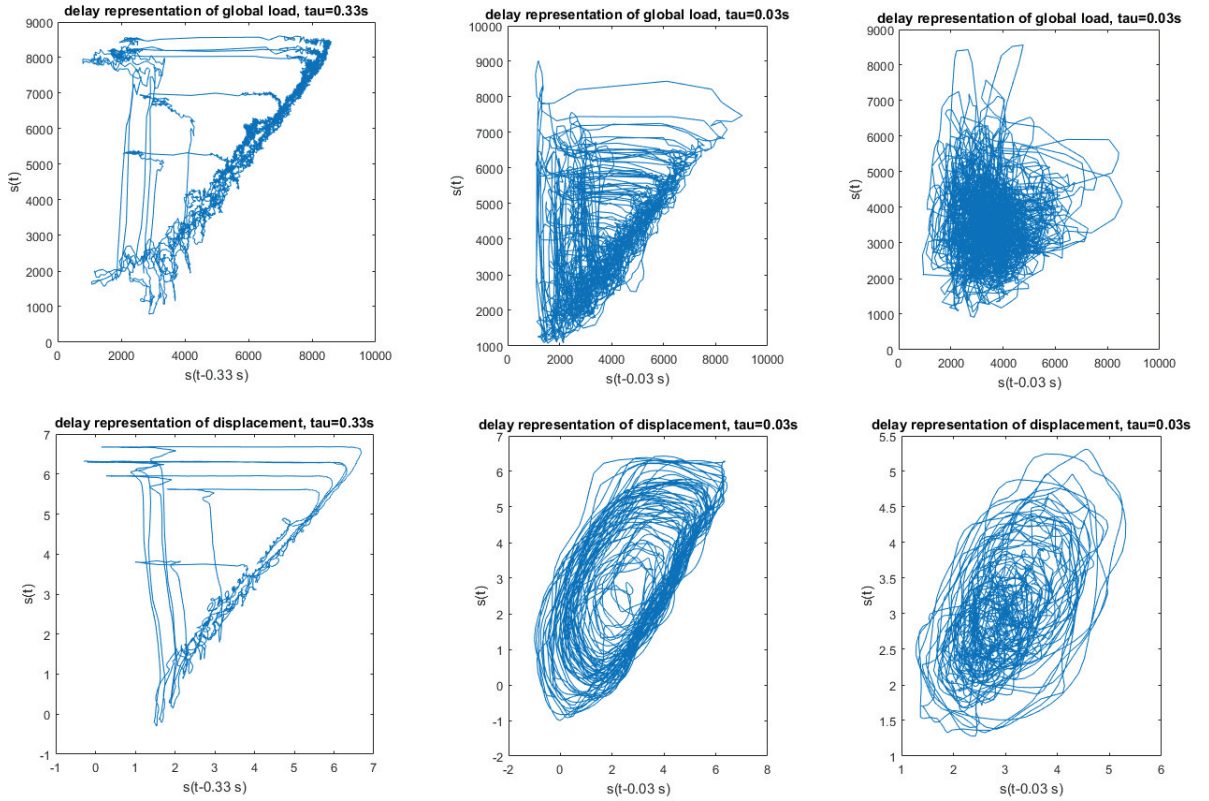 delay representation of global load, tau=0.33s
9000
8000
7000
6000
5000
4000
3000
2000
1000
0
s(t)
0 2000 4000 6000 8000 10000
s(t-0.33 s)
delay representation of global load, tau=0.03s
10000
9000
8000
7000
6000
5000
4000
3000
2000
1000
s(t)
0 2000 4000 6000 8000 10000
s(t-0.03 s)
delay representation of global load, tau=0.03s
9000
8000
7000
6000
5000
4000
3000
2000
1000
0
s(t)
0 2000 4000 6000 8000 10000
s(t-0.03 s)
delay representation of displacement, tau=0.33s
7
6
5
4
3
2
1
0
-1
s(t)
-1 0 1 2 3 4 5 6 7
s(t-0.33 s)
delay representation of displacement, tau=0.03s
7
6
5
4
3
2
1
0
-1
-2
s(t)
-2 0 2 4 6 8
s(t-0.03 s)
delay representation of displacement, tau=0.03s
5.5
5
4.5
4
3.5
3
2.5
2
1.5
1
s(t)
1 2 3 4 5 6
s(t-0.03 s)